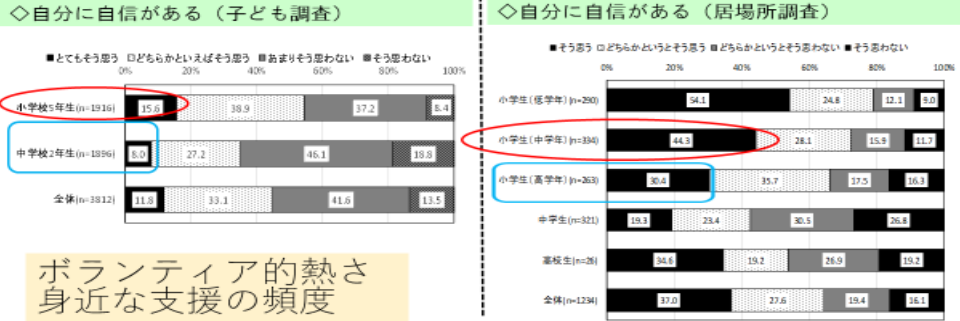 ◇自分に自信がある（子ども調査）
■とてもそう思う □どちらかといえばそう思う ■あまりそう思わない ■そう思わない
0% 20% 40% 60% 80% 100%
小学校5年生(n=1916) 15.6 38.9 37.2 8.4
中学校2年生(n=1896) 8.0 27.2 46.1 18.8
全体(n=3812) 11.8 33.1 41.6 13.5
ボランティア的熱さ
身近な支援の頻度
◇自分に自信がある（居場所調査）
■そう思う □どちらかというとそう思う ■どちらかというとそう思わない ■そう思わない
0% 20% 40% 60% 80% 100%
小学生(低学年)(n=290) 54.1 24.8 12.1 9.0
小学生(中学年)(n=334) 44.3 28.1 15.9 11.7
小学生(高学年)(n=263) 30.4 35.7 17.5 16.3
中学生(n=321) 19.3 23.4 30.5 26.8
高校生(n=26) 34.6 19.2 26.9 19.2
全体(n=1234) 37.0 27.6 19.4 16.1